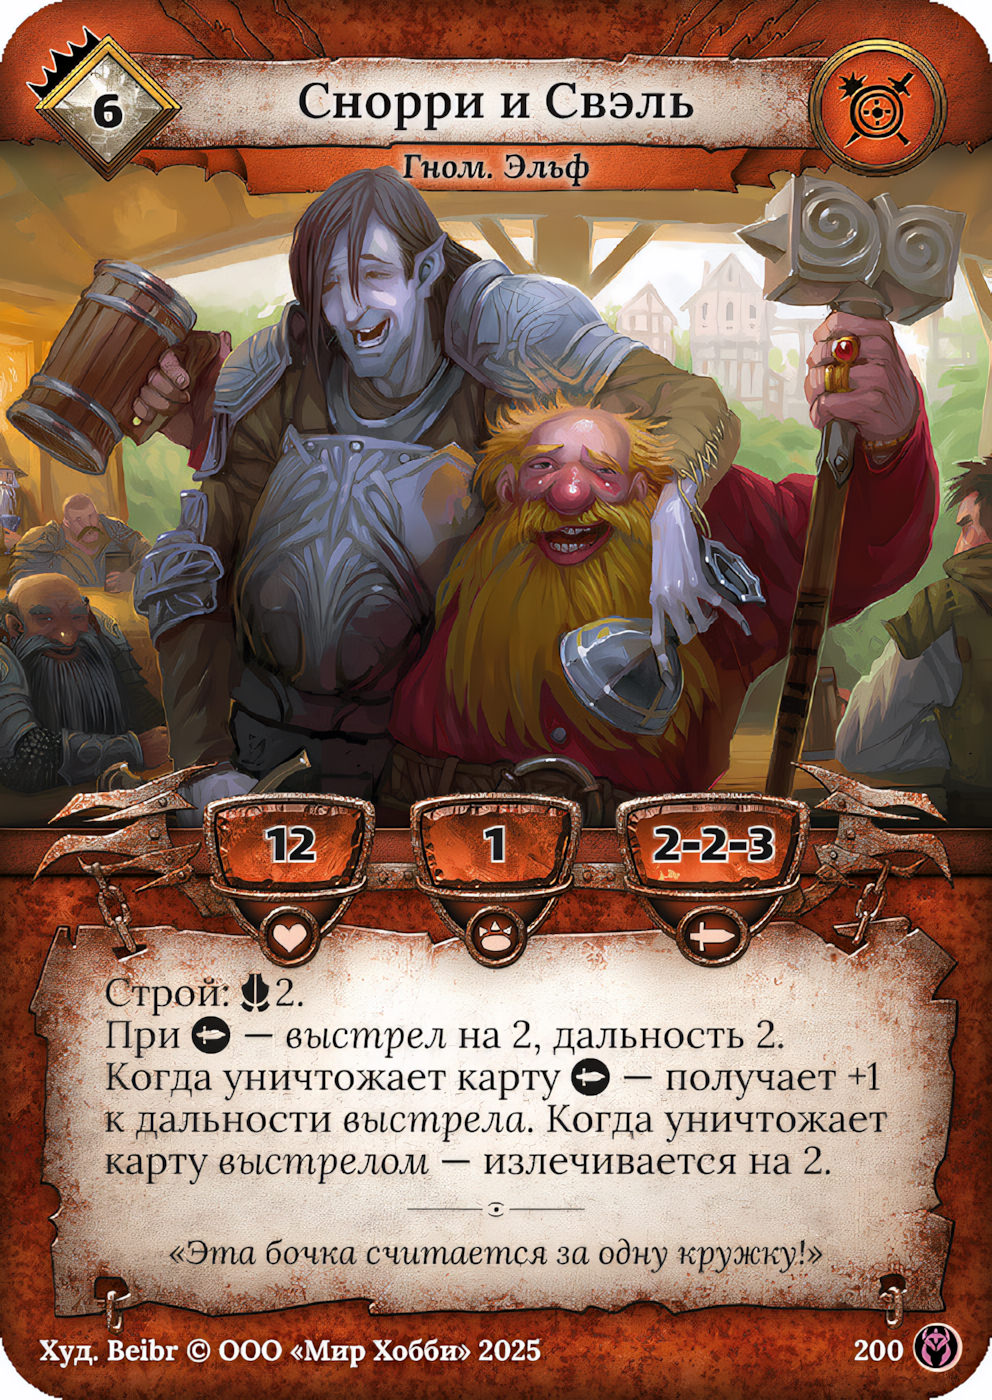 6
Снорри и Свэль
Гном. Эльф
12
1
2-2-3
Строй: 2.
При — выстрел на 2, дальность 2.
Когда уничтожает карту — получает +1
к дальности выстрела. Когда уничтожает
карту выстрелом — излечивается на 2.
«Эта бочка считается за одну кружку!»
Худ. Beibr © ООО «Мир Хобби» 2025
200